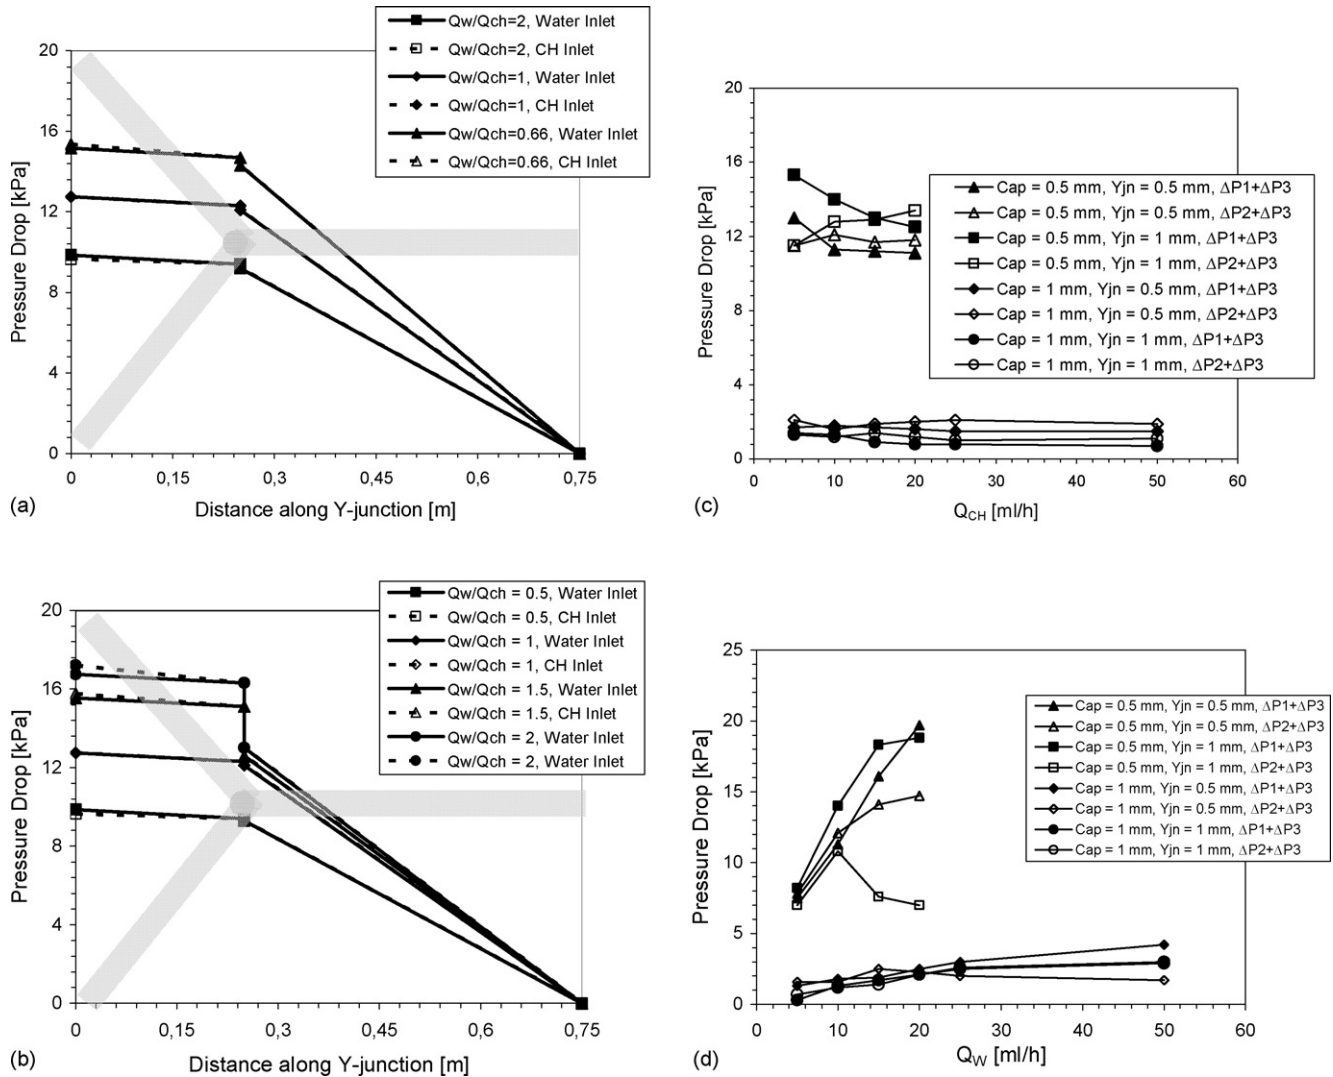 Qw/Qch=2, Water Inlet
Qw/Qch=2, CH Inlet
Qw/Qch=1, Water Inlet
Qw/Qch=1, CH Inlet
Qw/Qch=0.66, Water Inlet
Qw/Qch=0.66, CH Inlet
Pressure Drop [kPa]
20
16
12
8
4
0
0 0,15 0,3 0,45 0,6 0,75
Distance along Y-junction [m]
(a)
Pressure Drop [kPa]
20
16
12
8
4
0
Cap = 0.5 mm, Yjn = 0.5 mm, ΔP1+ΔP3
Cap = 0.5 mm, Yjn = 0.5 mm, ΔP2+ΔP3
Cap = 0.5 mm, Yjn = 1 mm, ΔP1+ΔP3
Cap = 0.5 mm, Yjn = 1 mm, ΔP2+ΔP3
Cap = 1 mm, Yjn = 0.5 mm, ΔP1+ΔP3
Cap = 1 mm, Yjn = 0.5 mm, ΔP2+ΔP3
Cap = 1 mm, Yjn = 1 mm, ΔP1+ΔP3
Cap = 1 mm, Yjn = 1 mm, ΔP2+ΔP3
0 10 20 30 40 50 60
Q_CH [ml/h]
(c)
Qw/Qch = 0.5, Water Inlet
Qw/Qch = 0.5, CH Inlet
Qw/Qch = 1, Water Inlet
Qw/Qch = 1, CH Inlet
Qw/Qch = 1.5, Water Inlet
Qw/Qch = 1.5, CH Inlet
Qw/Qch = 2, Water Inlet
Qw/Qch = 2, Water Inlet
Pressure Drop [kPa]
20
16
12
8
4
0
0 0,15 0,3 0,45 0,6 0,75
Distance along Y-junction [m]
(b)
Pressure Drop [kPa]
25
20
15
10
5
0
Cap = 0.5 mm, Yjn = 0.5 mm, ΔP1+ΔP3
Cap = 0.5 mm, Yjn = 0.5 mm, ΔP2+ΔP3
Cap = 0.5 mm, Yjn = 1 mm, ΔP1+ΔP3
Cap = 0.5 mm, Yjn = 1 mm, ΔP2+ΔP3
Cap = 1 mm, Yjn = 0.5 mm, ΔP1+ΔP3
Cap = 1 mm, Yjn = 0.5 mm, ΔP2+ΔP3
Cap = 1 mm, Yjn = 1 mm, ΔP1+ΔP3
Cap = 1 mm, Yjn = 1 mm, ΔP2+ΔP3
0 10 20 30 40 50 60
Q_W [ml/h]
(d)